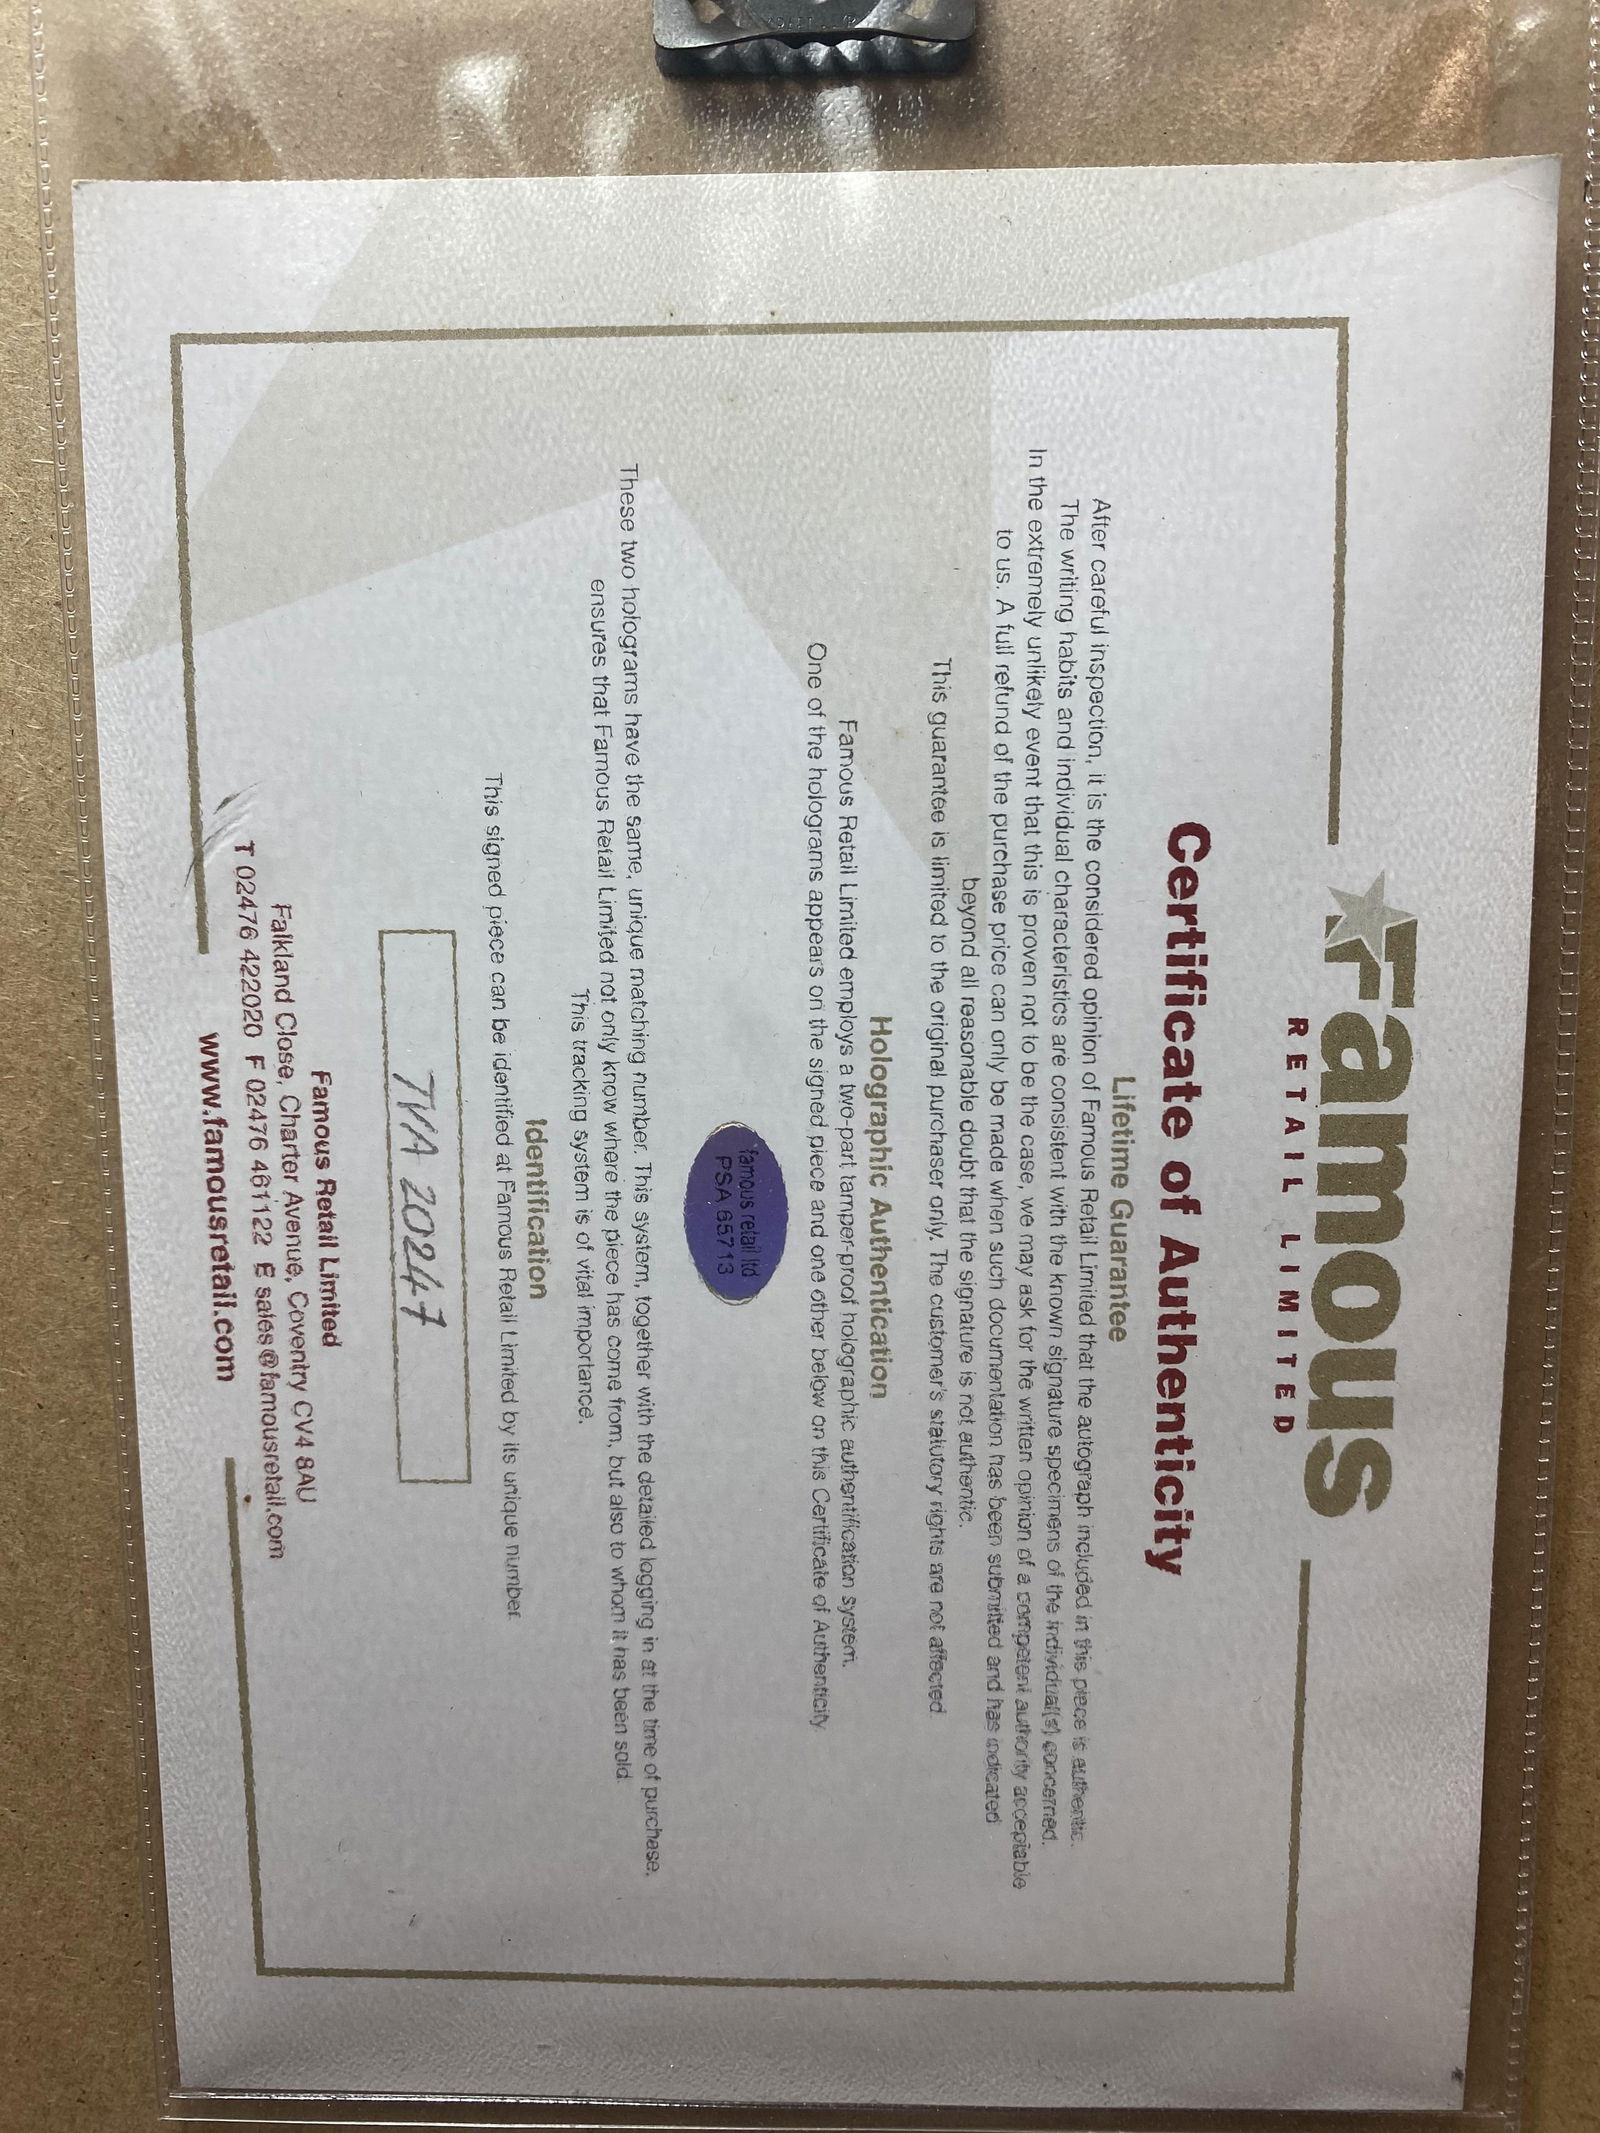 Famous
RETAIL LIMITED
Certificate of Authenticity
Lifetime Guarantee
After careful inspection, it is the considered opinion of Famous Retail Limited that the autograph included in this piece is authentic.
The writing habits and individual characteristics are consistent with the known signature specimens of the individual(s) concerned.
In the extremely unlikely event that this is proven not to be the case, we may ask for the written opinion of a competent authority acceptable
to us. A full refund of the purchase price can only be made when such documentation has been submitted and has indicated
beyond all reasonable doubt that the signature is not authentic.
This guarantee is limited to the original purchaser only. The customer's statutory rights are not affected.
Holographic Authentication
Famous Retail Limited employs a two-part tamper-proof holographic authentification system.
One of the holograms appears on the signed piece and one other below on this Certificate of Authenticity.
famous retail ltd
PSA 65713
These two holograms have the same, unique matching number. This system, together with the detailed logging in at the time of purchase,
ensures that Famous Retail Limited not only know where the piece has come from, but also to whom it has been sold.
This tracking system is of vital importance.
Identification
This signed piece can be identified at Famous Retail Limited by its unique number.
TVA 20247
Famous Retail Limited
Falkland Close, Charter Avenue, Coventry CV4 8AU
T 02476 422020 F 02476 461122 E sales@famousretail.com
www.famousretail.com